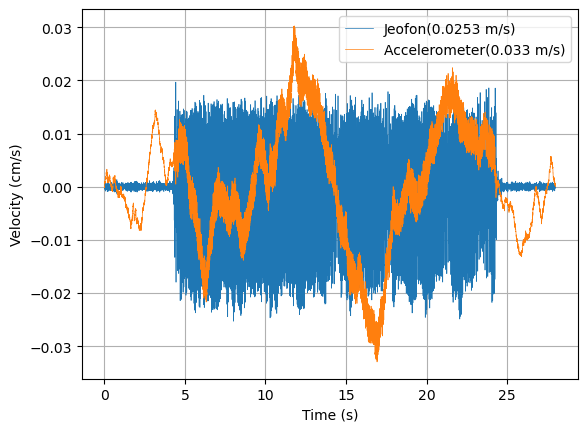 Jeofon(0.0253 m/s)
Accelerometer(0.033 m/s)
0.03
0.02
0.01
0.00
−0.01
−0.02
−0.03
Velocity (cm/s)
0 5 10 15 20 25
Time (s)